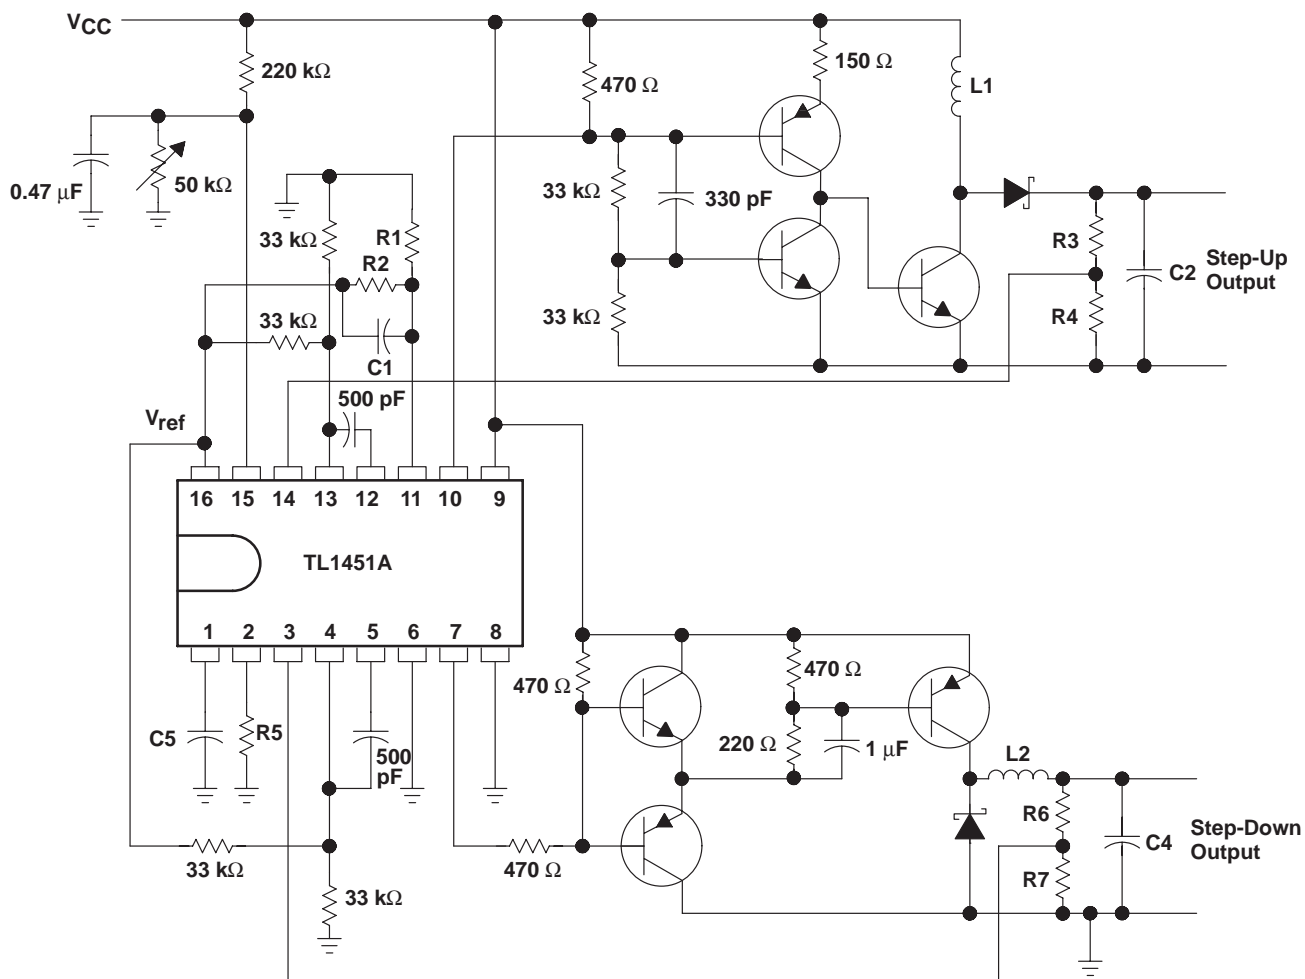 VCC
220 kΩ
470 Ω
150 Ω
L1
0.47 μF
50 kΩ
33 kΩ
R1
R2
33 kΩ
330 pF
33 kΩ
C1
33 kΩ
R3
R4
C2
Step-Up
Output
500 pF
Vref
16 15 14 13 12 11 10 9
TL1451A
1 2 3 4 5 6 7 8
C5
R5
500
pF
470 Ω
470 Ω
220 Ω
1 μF
L2
R6
R7
C4
Step-Down
Output
33 kΩ
470 Ω
33 kΩ